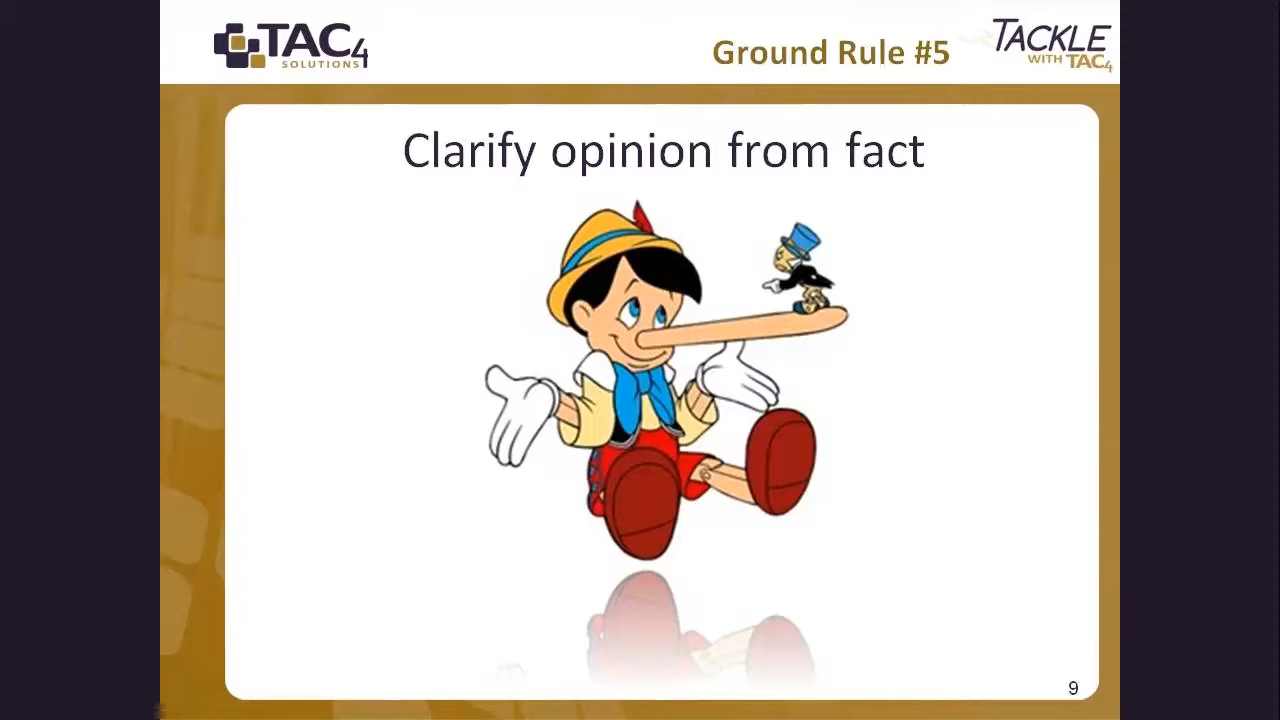 TAC4
SOLUTIONS
Ground Rule #5
TACKLE
WITH TAC4
Clarify opinion from fact
9